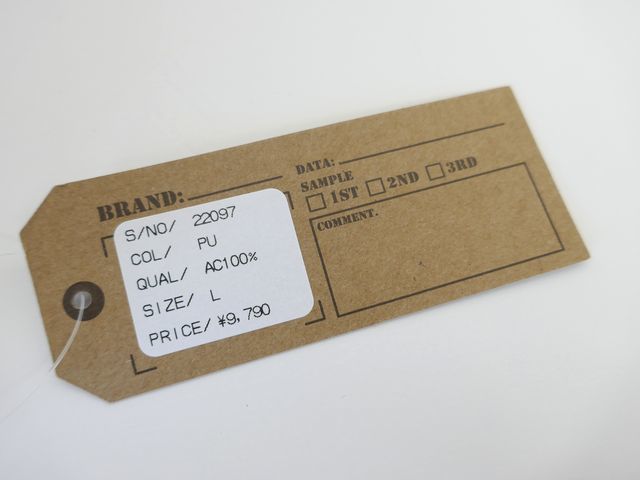 BRAND:
DATA:
SAMPLE
1ST 2ND 3RD
COMMENT.
S/NO/ 22097
COL/ PU
QUAL/ AC100%
SIZE/ L
PRICE/ ¥9,790